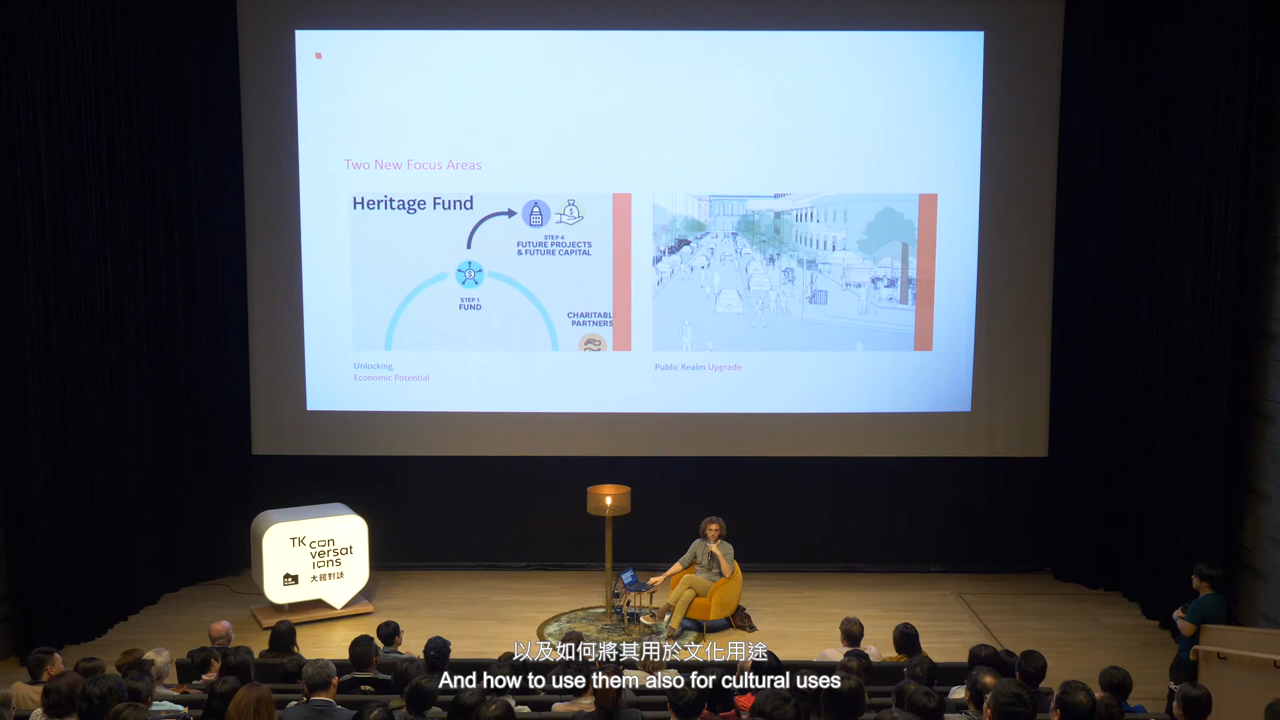 Two New Focus Areas
Heritage Fund
STEP 4
FUTURE PROJECTS
& FUTURE CAPITAL
STEP 1
FUND
CHARITABL
PARTNERS
Unlocking
Economic Potential
Public Realm Upgrade
TK con
versat
ions
大館對談
以及如何將其用於文化用途
And how to use them also for cultural uses